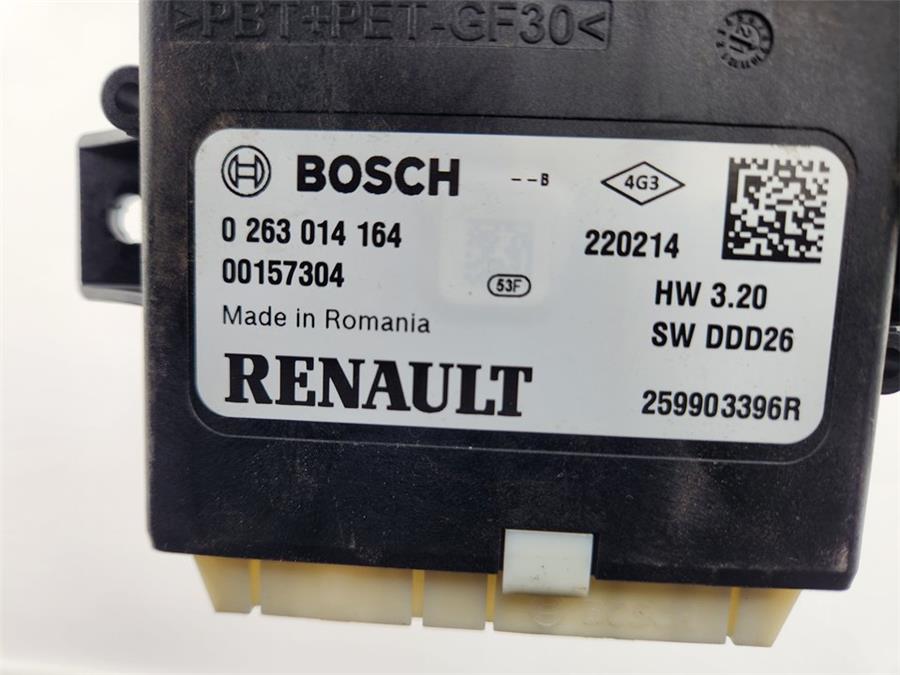 >PBT+PET-GF30<
BOSCH --B 4G3
0 263 014 164 220214
00157304 53F HW 3.20
Made in Romania SW DDD26
RENAULT 259903396R